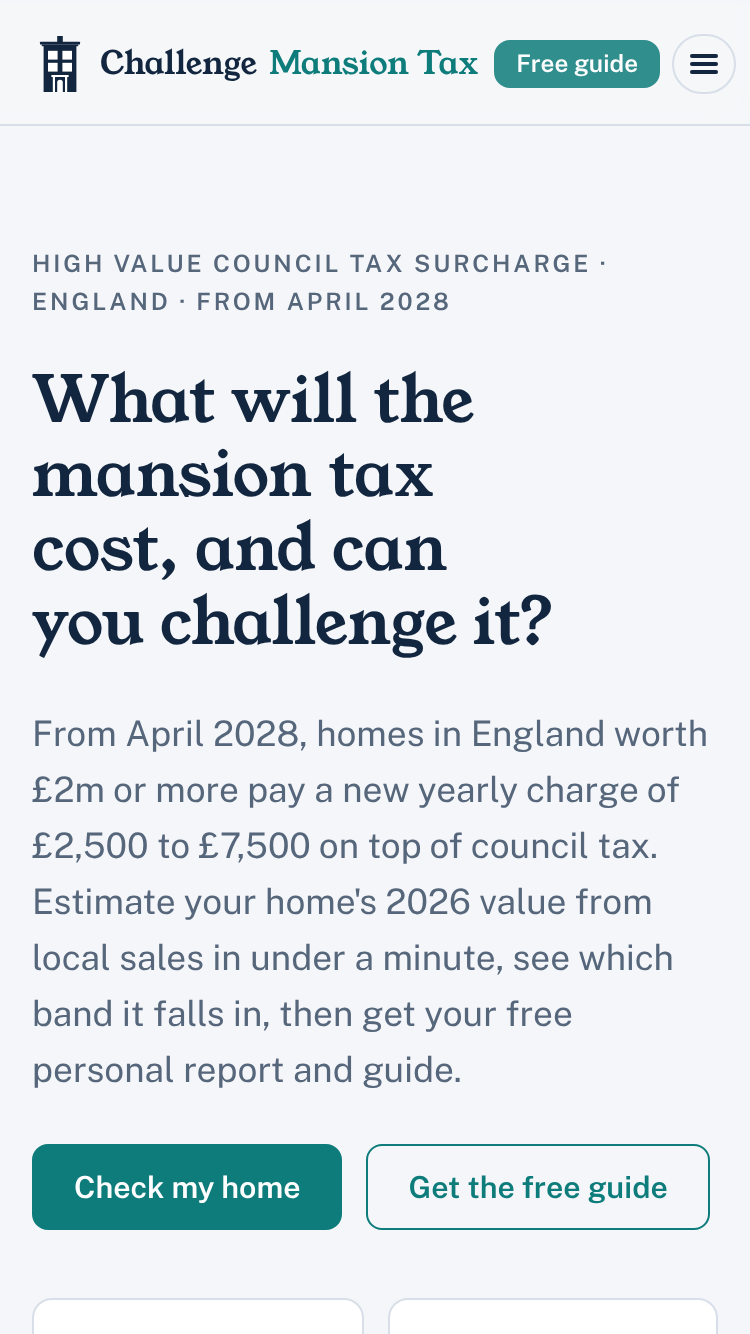 Challenge Mansion Tax
Free guide
HIGH VALUE COUNCIL TAX SURCHARGE ·
ENGLAND · FROM APRIL 2028
What will the
mansion tax
cost, and can
you challenge it?
From April 2028, homes in England worth
£2m or more pay a new yearly charge of
£2,500 to £7,500 on top of council tax.
Estimate your home's 2026 value from
local sales in under a minute, see which
band it falls in, then get your free
personal report and guide.
Check my home
Get the free guide